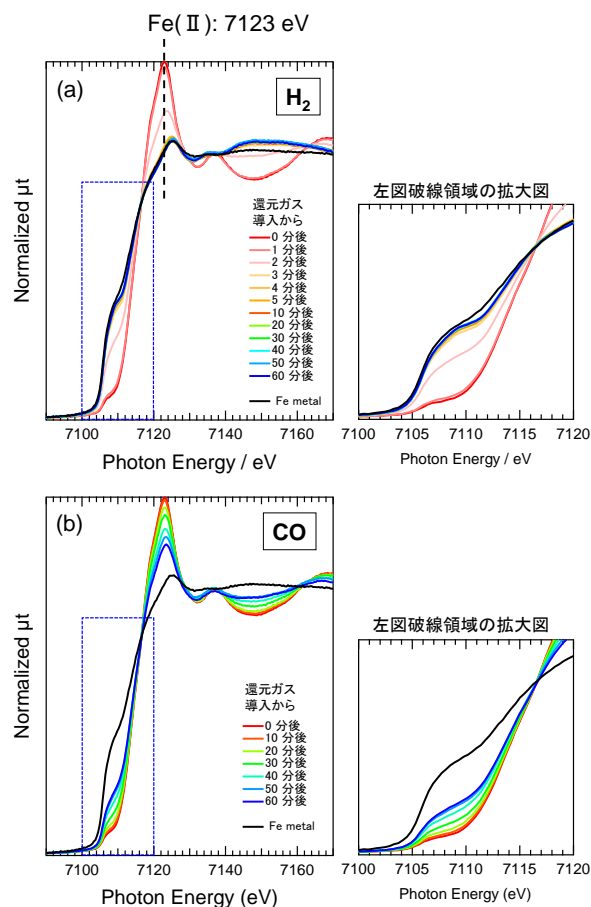 Fe(Ⅱ): 7123 eV
(a)
H2
Normalized µt
還元ガス
導入から
0 分後
1 分後
2 分後
3 分後
4 分後
5 分後
10 分後
20 分後
30 分後
40 分後
50 分後
60 分後
Fe metal
7100 7120 7140 7160
Photon Energy / eV
左図破線領域の拡大図
7100 7105 7110 7115 7120
Photon Energy / eV
(b)
CO
Normalized µt
還元ガス
導入から
0 分後
10 分後
20 分後
30 分後
40 分後
50 分後
60 分後
Fe metal
7100 7120 7140 7160
Photon Energy (eV)
左図破線領域の拡大図
7100 7105 7110 7115 7120
Photon Energy (eV)